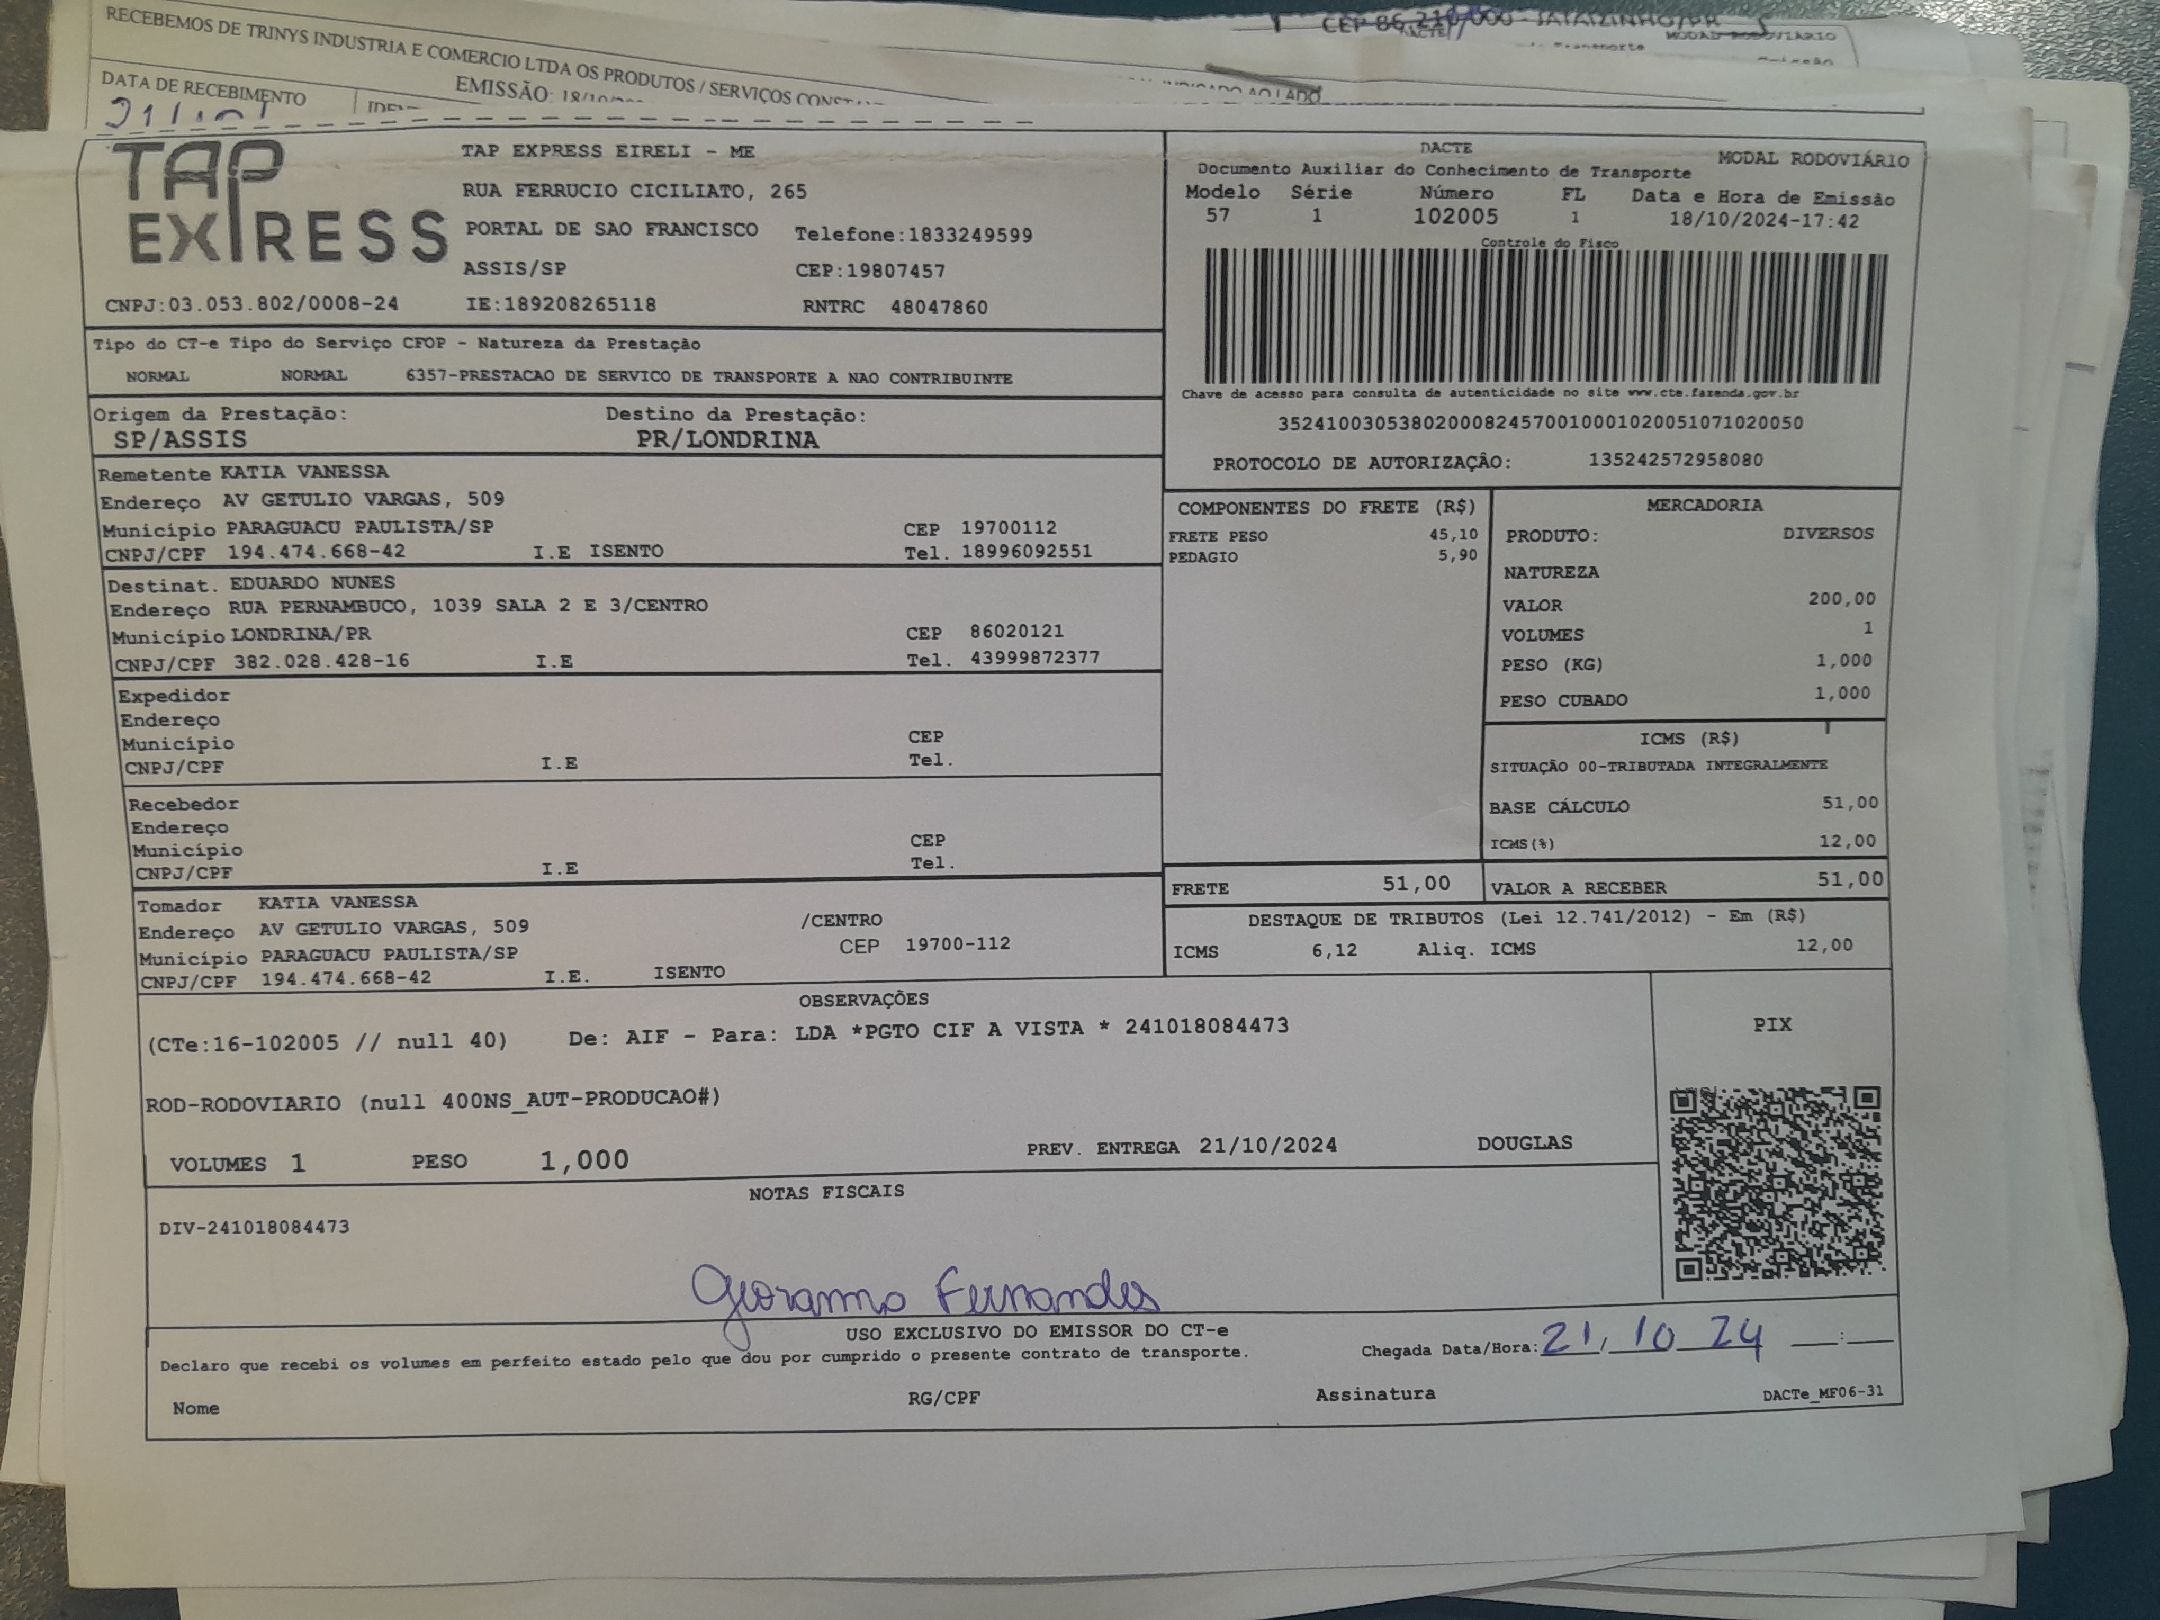 RECEBEMOS DE TRINYS INDUSTRIA E COMERCIO LTDA OS PRODUTOS / SERVIÇOS
DATA DE RECEBIMENTO
EMISSÃO:
AO LADO
CEP 86.210/000 - JATAIZINHO/PR
DACTE
MODAL RODOVIARIO
TAP EXPRESS
TAP EXPRESS EIRELI - ME
RUA FERRUCIO CICILIATO, 265
PORTAL DE SAO FRANCISCO Telefone:1833249599
ASSIS/SP CEP:19807457
CNPJ:03.053.802/0008-24 IE:189208265118 RNTRC 48047860
DACTE
Documento Auxiliar do Conhecimento de Transporte MODAL RODOVIÁRIO
Modelo Série Número FL Data e Hora de Emissão
57 1 102005 1 18/10/2024-17:42
Controle do Fisco
Chave de acesso para consulta de autenticidade no site www.cte.fazenda.gov.br
35241003053802000824570010001020051071020050
PROTOCOLO DE AUTORIZAÇÃO: 135242572958080
Tipo do CT-e Tipo do Serviço CFOP - Natureza da Prestação
NORMAL NORMAL 6357-PRESTACAO DE SERVICO DE TRANSPORTE A NAO CONTRIBUINTE
Origem da Prestação: Destino da Prestação:
SP/ASSIS PR/LONDRINA
Remetente KATIA VANESSA
Endereço AV GETULIO VARGAS, 509
Município PARAGUACU PAULISTA/SP CEP 19700112
CNPJ/CPF 194.474.668-42 I.E ISENTO Tel. 18996092551
Destinat. EDUARDO NUNES
Endereço RUA PERNAMBUCO, 1039 SALA 2 E 3/CENTRO
Município LONDRINA/PR CEP 86020121
CNPJ/CPF 382.028.428-16 I.E Tel. 43999872377
Expedidor
Endereço
Município CEP
CNPJ/CPF I.E Tel.
Recebedor
Endereço
Município CEP
CNPJ/CPF I.E Tel.
Tomador KATIA VANESSA
Endereço AV GETULIO VARGAS, 509 /CENTRO
Município PARAGUACU PAULISTA/SP CEP 19700-112
CNPJ/CPF 194.474.668-42 I.E. ISENTO
COMPONENTES DO FRETE (R$)
FRETE PESO 45,10
PEDAGIO 5,90
MERCADORIA
PRODUTO: DIVERSOS
NATUREZA
VALOR 200,00
VOLUMES 1
PESO (KG) 1,000
PESO CUBADO 1,000
ICMS (R$)
SITUAÇÃO 00-TRIBUTADA INTEGRALMENTE
BASE CÁLCULO 51,00
ICMS(%) 12,00
FRETE 51,00 VALOR A RECEBER 51,00
DESTAQUE DE TRIBUTOS (Lei 12.741/2012) - Em (R$)
ICMS 6,12 Aliq. ICMS 12,00
OBSERVAÇÕES
(CTe:16-102005 // null 40) De: AIF - Para: LDA *PGTO CIF A VISTA * 241018084473
ROD-RODOVIARIO (null 400NS_AUT-PRODUCAO#)
VOLUMES 1 PESO 1,000 PREV. ENTREGA 21/10/2024 DOUGLAS
PIX
NOTAS FISCAIS
DIV-241018084473
Geovanna Fernandes
USO EXCLUSIVO DO EMISSOR DO CT-e
Declaro que recebi os volumes em perfeito estado pelo que dou por cumprido o presente contrato de transporte.
Chegada Data/Hora: 21/10 24 __:__
Nome RG/CPF Assinatura DACTe_MF06-31